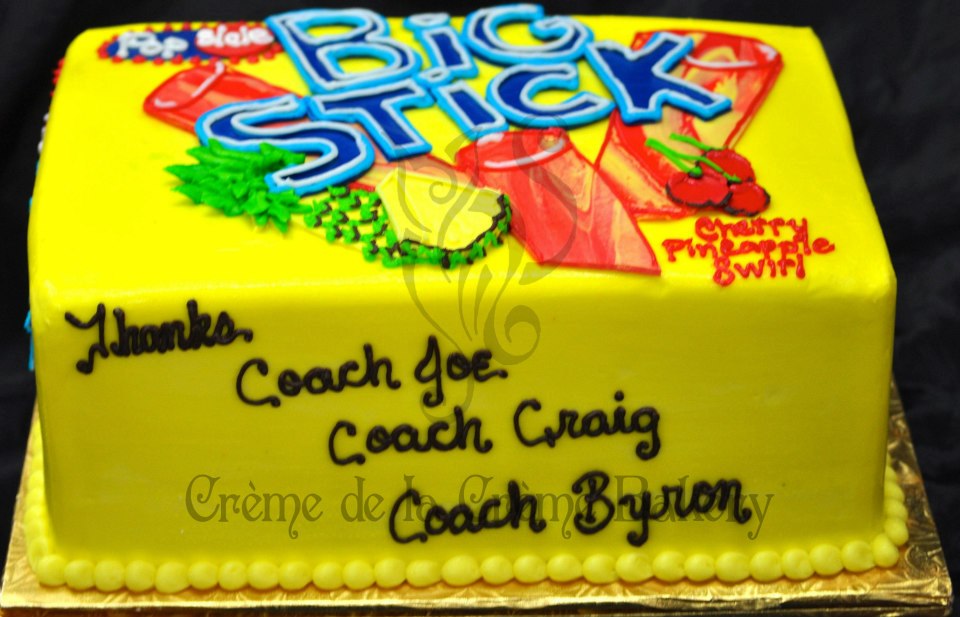 PopSicle
BiG
STiCK
Cherry
Pineapple
Swirl
Thanks.
Coach Joe.
Coach Craig
Coach Byron
Crème de la Crème Bakery